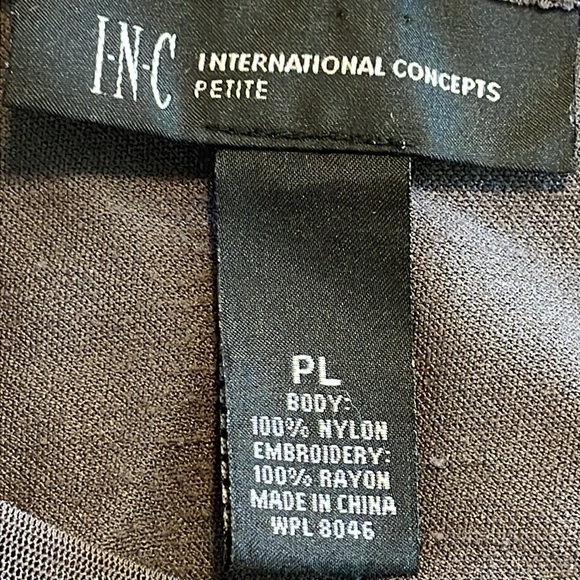 I·N·C INTERNATIONAL CONCEPTS
PETITE
PL
BODY:
100% NYLON
EMBROIDERY:
100% RAYON
MADE IN CHINA
WPL 8046